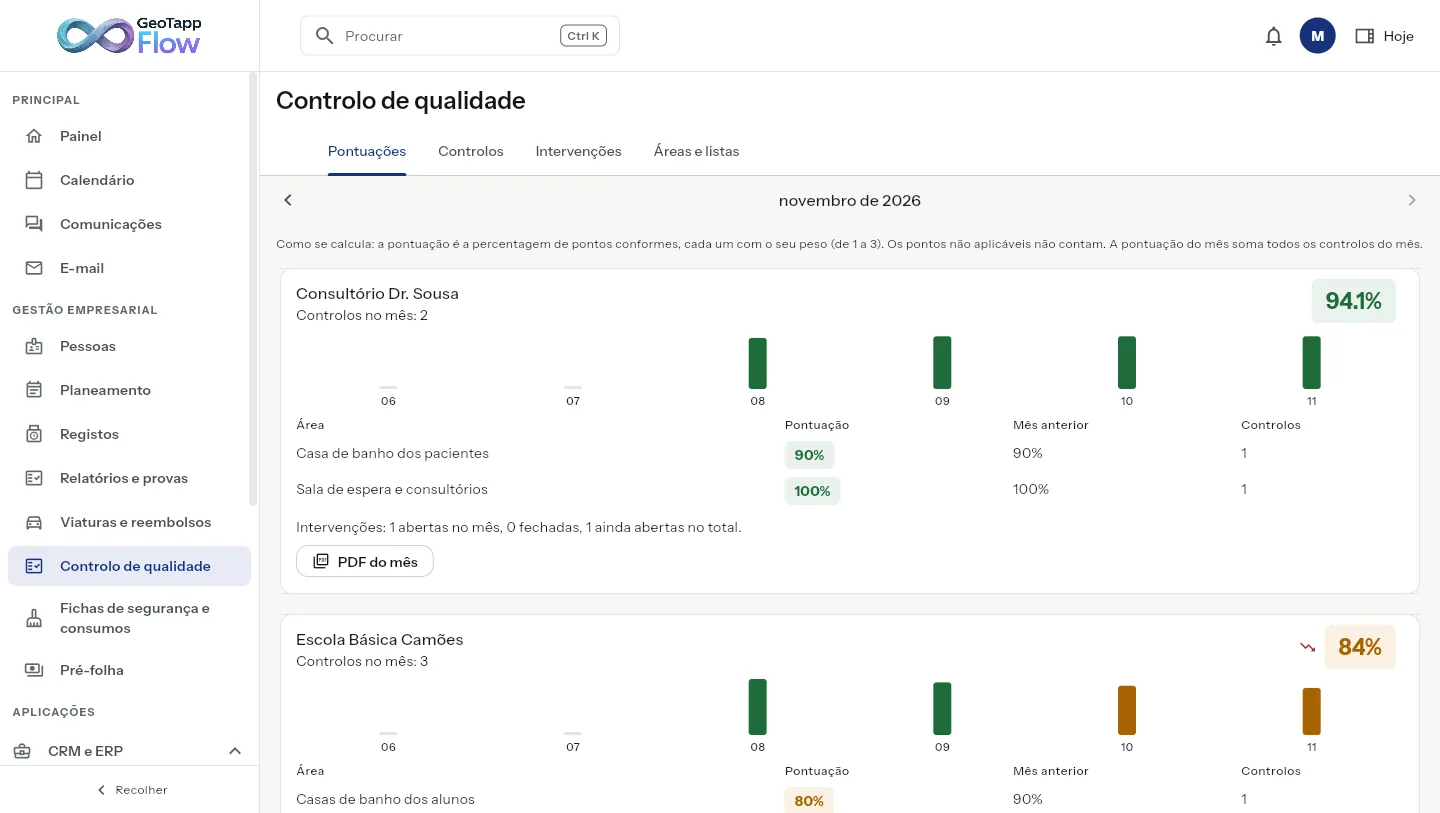 GeoTapp
Flow
Procurar
Ctrl K
M
Hoje
PRINCIPAL
Painel
Calendário
Comunicações
E-mail
GESTÃO EMPRESARIAL
Pessoas
Planeamento
Registos
Relatórios e provas
Viaturas e reembolsos
Controlo de qualidade
Fichas de segurança e
consumos
Pré-folha
APLICAÇÕES
CRM e ERP
Recolher
Controlo de qualidade
Pontuações
Controlos
Intervenções
Áreas e listas
novembro de 2026
Como se calcula: a pontuação é a percentagem de pontos conformes, cada um com o seu peso (de 1 a 3). Os pontos não aplicáveis não contam. A pontuação do mês soma todos os controlos do mês.
Consultório Dr. Sousa
94.1%
Controlos no mês: 2
06 07 08 09 10 11
Área Pontuação Mês anterior Controlos
Casa de banho dos pacientes 90% 90% 1
Sala de espera e consultórios 100% 100% 1
Intervenções: 1 abertas no mês, 0 fechadas, 1 ainda abertas no total.
PDF do mês
Escola Básica Camões
84%
Controlos no mês: 3
06 07 08 09 10 11
Área Pontuação Mês anterior Controlos
Casas de banho dos alunos 80% 90% 1